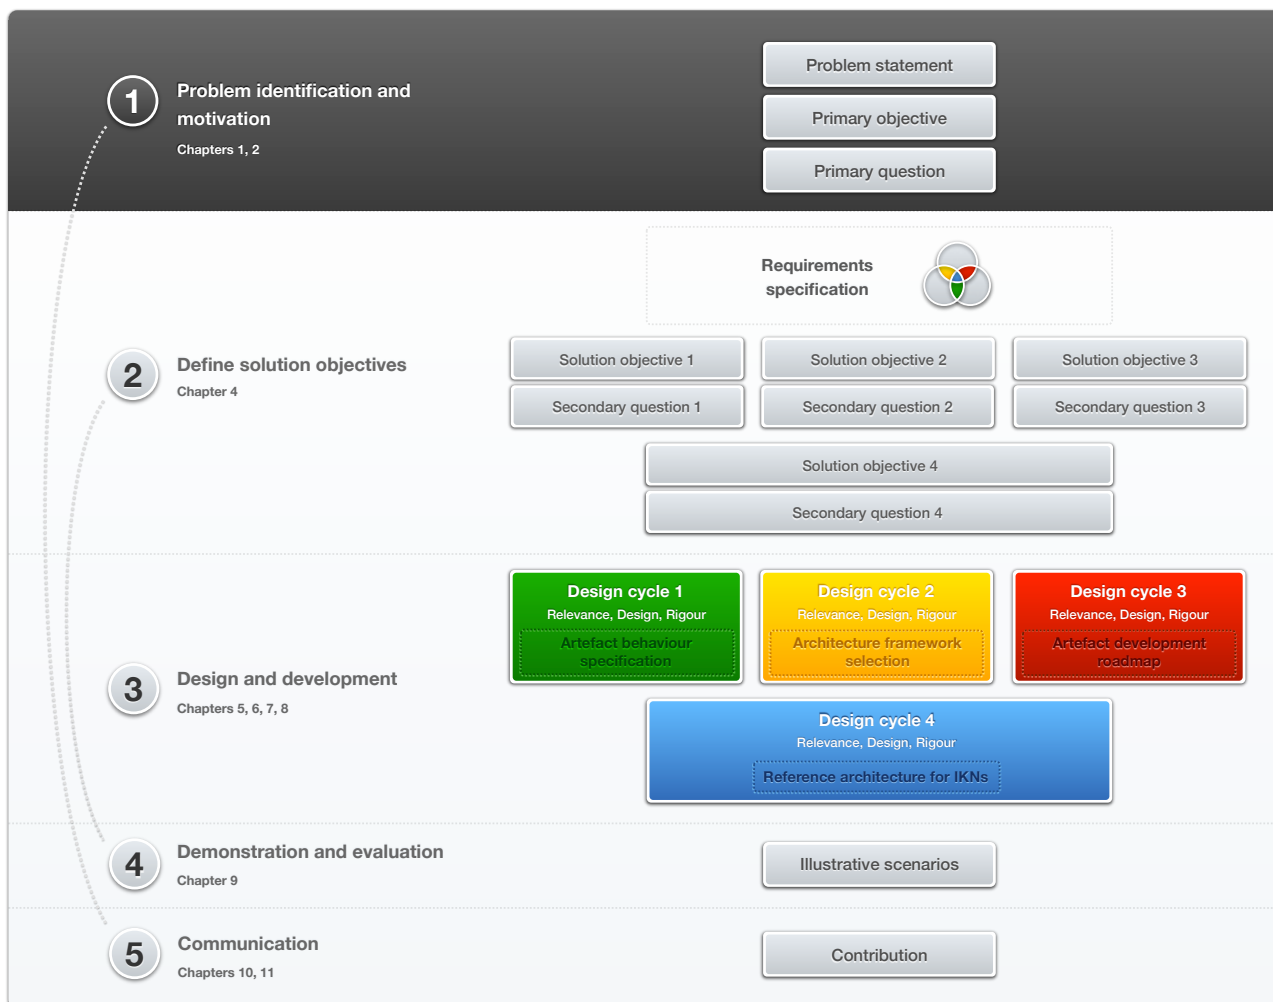 1
Problem identification and
motivation
Chapters 1, 2
Problem statement
Primary objective
Primary question
Requirements
specification
2
Define solution objectives
Chapter 4
Solution objective 1
Solution objective 2
Solution objective 3
Secondary question 1
Secondary question 2
Secondary question 3
Solution objective 4
Secondary question 4
3
Design and development
Chapters 5, 6, 7, 8
Design cycle 1
Relevance, Design, Rigour
Artefact behaviour
specification
Design cycle 2
Relevance, Design, Rigour
Architecture framework
selection
Design cycle 3
Relevance, Design, Rigour
Artefact development
roadmap
Design cycle 4
Relevance, Design, Rigour
Reference architecture for IKNs
4
Demonstration and evaluation
Chapter 9
Illustrative scenarios
5
Communication
Chapters 10, 11
Contribution